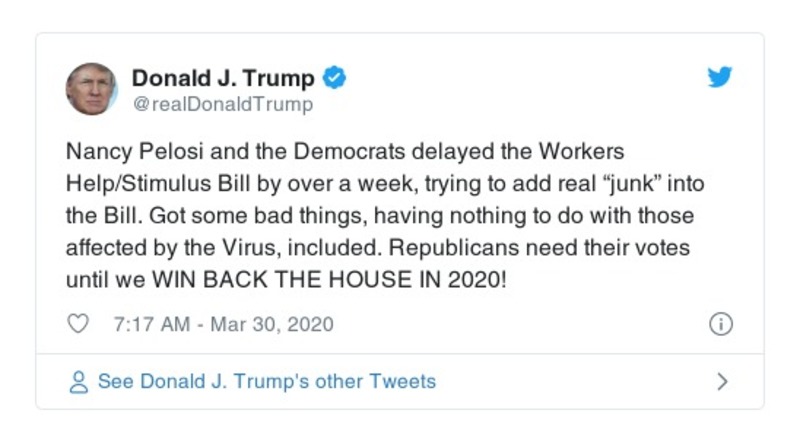 Donald J. Trump
@realDonaldTrump
Nancy Pelosi and the Democrats delayed the Workers
Help/Stimulus Bill by over a week, trying to add real “junk” into
the Bill. Got some bad things, having nothing to do with those
affected by the Virus, included. Republicans need their votes
until we WIN BACK THE HOUSE IN 2020!
7:17 AM - Mar 30, 2020
See Donald J. Trump's other Tweets